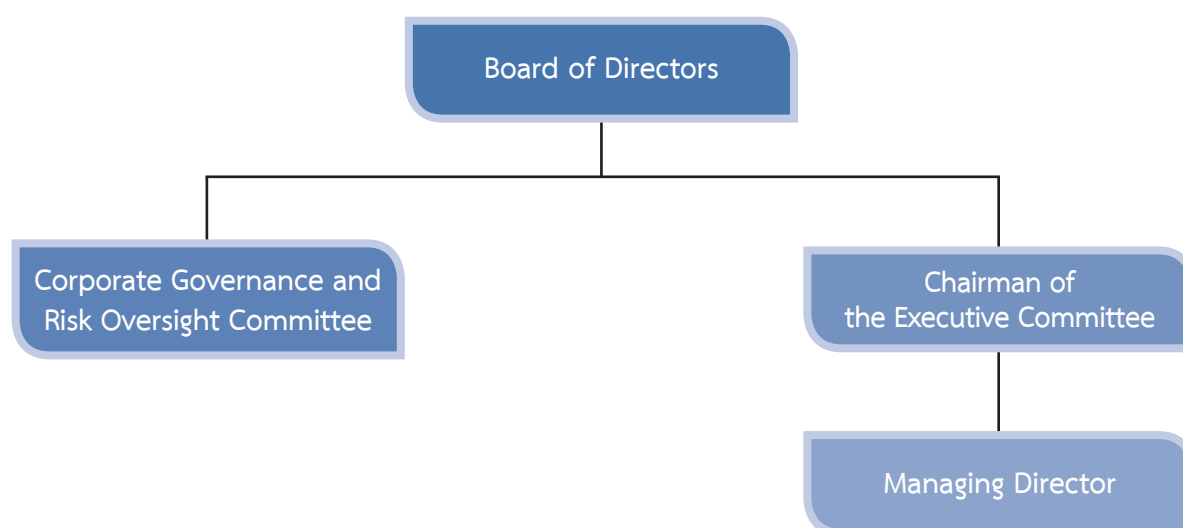 Board of Directors
Corporate Governance and
Risk Oversight Committee
Chairman of
the Executive Committee
Managing Director